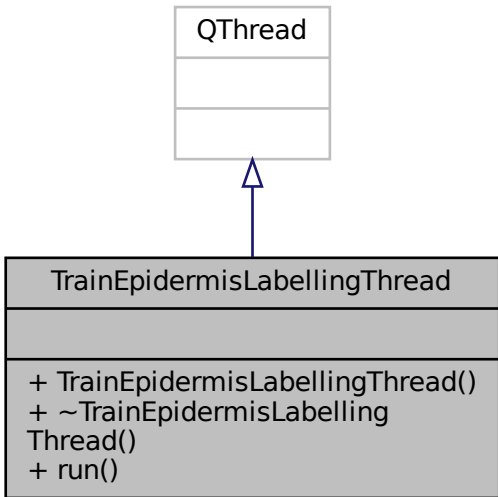 QThread
TrainEpidermisLabellingThread
+ TrainEpidermisLabellingThread()
+ ~TrainEpidermisLabelling
Thread()
+ run()